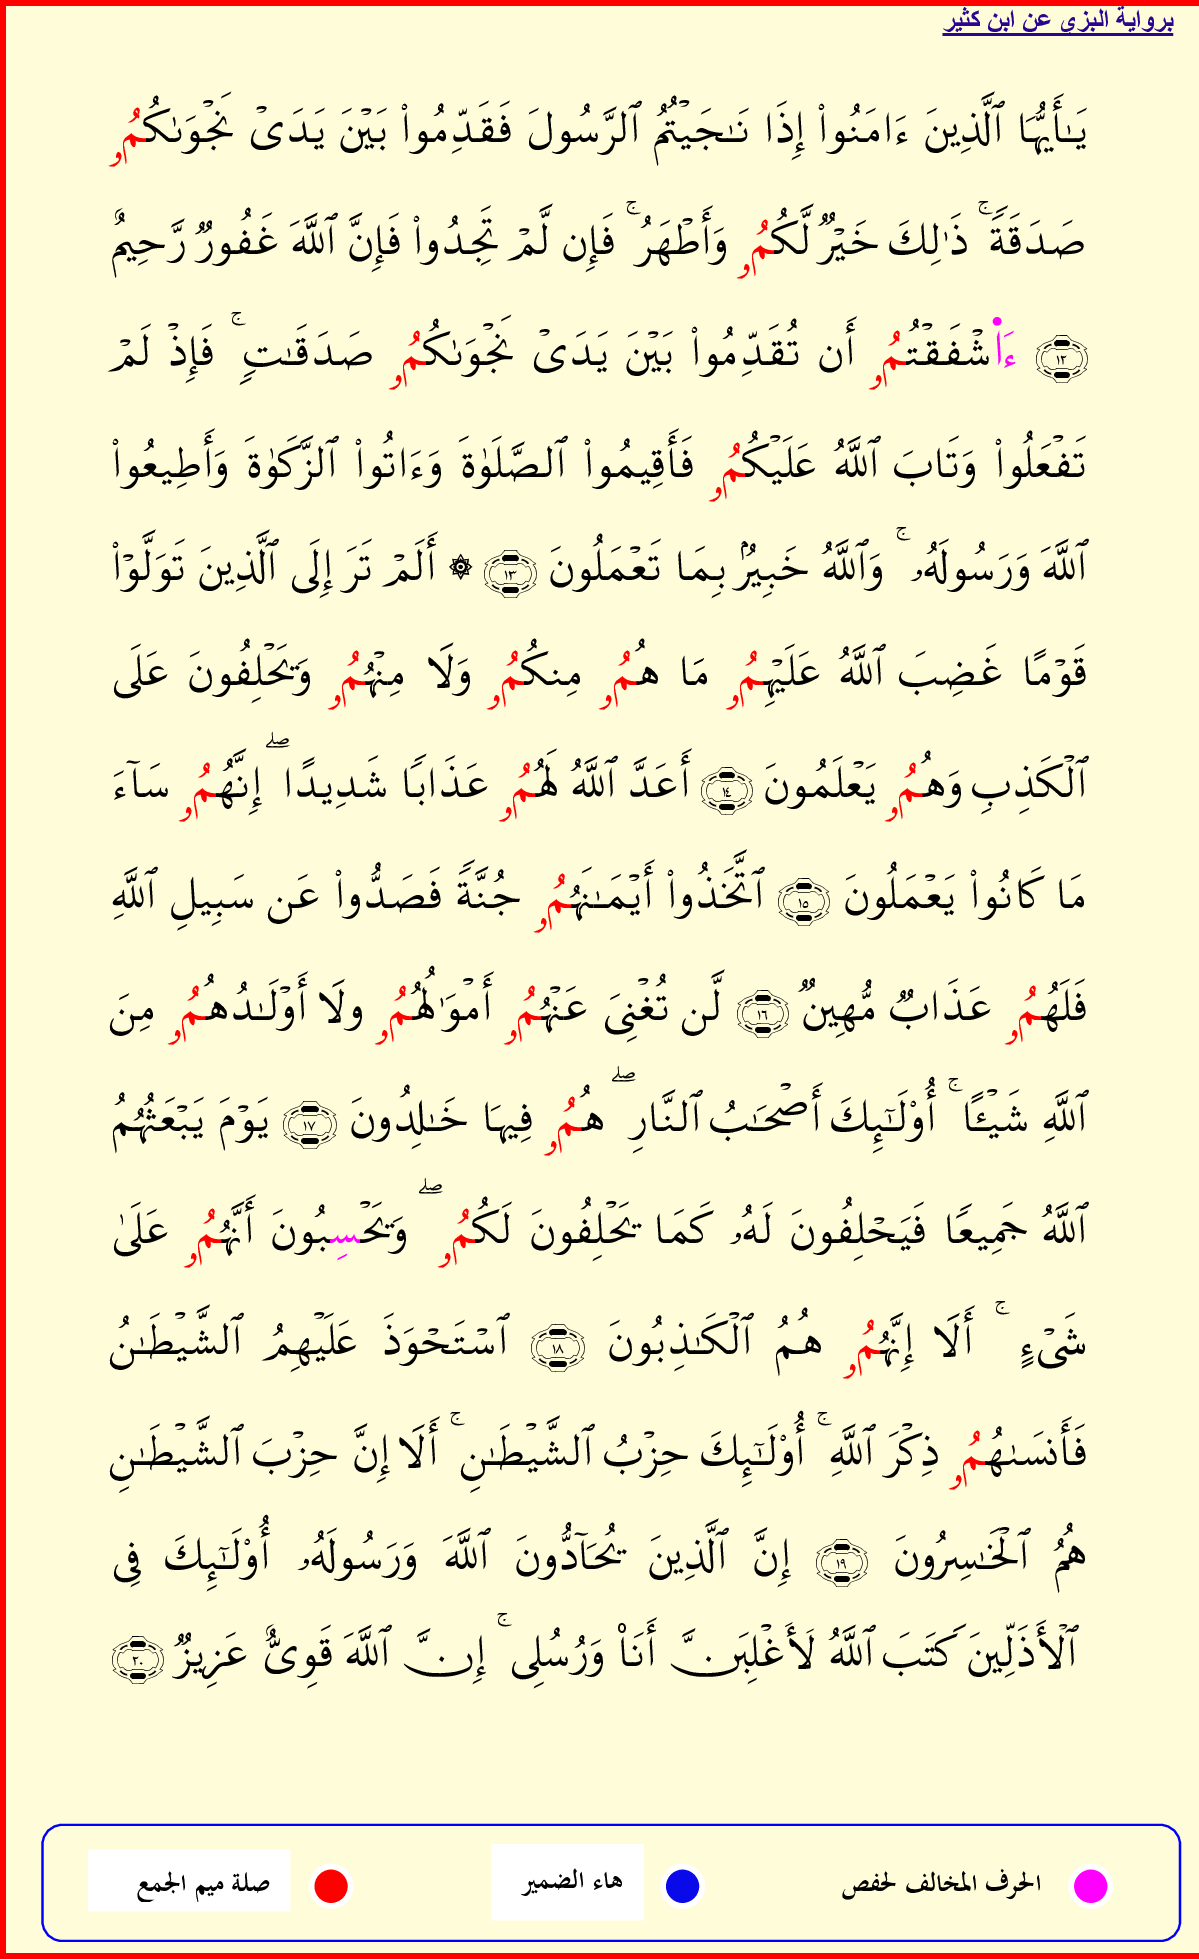 برواية البزى عن ابن كثير
يَـٰٓأَيُّهَا ٱلَّذِينَ ءَامَنُوا۟ إِذَا نَـٰجَيۡتُمُ ٱلرَّسُولَ فَقَدِّمُوا۟ بَيۡنَ يَدَىۡ نَجۡوَىٰكُمُۥ
صَدَقَةً ۚ ذَٰلِكَ خَيۡرٌ لَّكُمُۥ وَأَطۡهَرُ ۚ فَإِن لَّمۡ تَجِدُوا۟ فَإِنَّ ٱللَّهَ غَفُورٌ رَّحِيمٌ
١٢ ءَا۬شۡفَقۡتُمُۥ أَن تُقَدِّمُوا۟ بَيۡنَ يَدَىۡ نَجۡوَىٰكُمُۥ صَدَقَـٰتٍ ۚ فَإِذۡ لَمۡ
تَفۡعَلُوا۟ وَتَابَ ٱللَّهُ عَلَيۡكُمُۥ فَأَقِيمُوا۟ ٱلصَّلَوٰةَ وَءَاتُوا۟ ٱلزَّكَوٰةَ وَأَطِيعُوا۟
ٱللَّهَ وَرَسُولَهُۥ ۚ وَٱللَّهُ خَبِيرُۢ بِمَا تَعۡمَلُونَ ١٣ ۞ أَلَمۡ تَرَ إِلَى ٱلَّذِينَ تَوَلَّوۡا۟
قَوۡمًا غَضِبَ ٱللَّهُ عَلَيۡهِمُۥ مَا هُمُۥ مِنكُمُۥ وَلَا مِنۡهُمُۥ وَيَحۡلِفُونَ عَلَى
ٱلۡكَذِبِ وَهُمُۥ يَعۡلَمُونَ ١٤ أَعَدَّ ٱللَّهُ لَهُمُۥ عَذَابًا شَدِيدًا ۖ إِنَّهُمُۥ سَآءَ
مَا كَانُوا۟ يَعۡمَلُونَ ١٥ ٱتَّخَذُوا۟ أَيۡمَـٰنَهُمُۥ جُنَّةً فَصَدُّوا۟ عَن سَبِيلِ ٱللَّهِ
فَلَهُمُۥ عَذَابٌ مُّهِينٌ ١٦ لَّن تُغۡنِىَ عَنۡهُمُۥ أَمۡوَٰلُهُمُۥ وَلَا أَوۡلَـٰدُهُمُۥ مِنَ
ٱللَّهِ شَيۡـًٔا ۚ أُو۟لَـٰٓئِكَ أَصۡحَـٰبُ ٱلنَّارِ ۖ هُمُۥ فِيهَا خَـٰلِدُونَ ١٧ يَوۡمَ يَبۡعَثُهُمُ
ٱللَّهُ جَمِيعًا فَيَحۡلِفُونَ لَهُۥ كَمَا يَحۡلِفُونَ لَكُمُۥ ۖ وَيَحۡسِبُونَ أَنَّهُمُۥ عَلَىٰ
شَىۡءٍ ۚ أَلَا إِنَّهُمُۥ هُمُ ٱلۡكَـٰذِبُونَ ١٨ ٱسۡتَحۡوَذَ عَلَيۡهِمُ ٱلشَّيۡطَـٰنُ
فَأَنسَىٰهُمُۥ ذِكۡرَ ٱللَّهِ ۚ أُو۟لَـٰٓئِكَ حِزۡبُ ٱلشَّيۡطَـٰنِ ۚ أَلَا إِنَّ حِزۡبَ ٱلشَّيۡطَـٰنِ
هُمُ ٱلۡخَـٰسِرُونَ ١٩ إِنَّ ٱلَّذِينَ يُحَآدُّونَ ٱللَّهَ وَرَسُولَهُۥ أُو۟لَـٰٓئِكَ فِى
ٱلۡأَذَلِّينَ كَتَبَ ٱللَّهُ لَأَغۡلِبَنَّ أَنَا۠ وَرُسُلِى ۚ إِنَّ ٱللَّهَ قَوِىٌّ عَزِيزٌ ٢٠
الحرف المخالف لحفص
هاء الضمير
صلة ميم الجمع